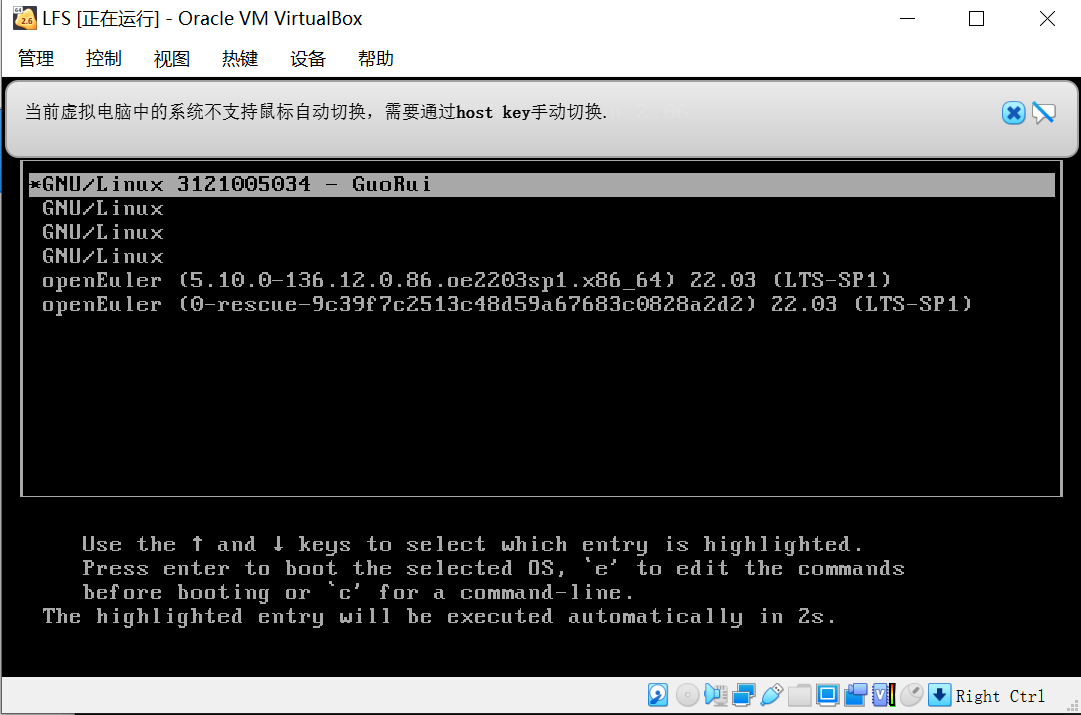 LFS [正在运行] - Oracle VM VirtualBox
管理 控制 视图 热键 设备 帮助
当前虚拟电脑中的系统不支持鼠标自动切换，需要通过host key手动切换.
*GNU/Linux 3121005034 - GuoRui
GNU/Linux
GNU/Linux
GNU/Linux
openEuler (5.10.0-136.12.0.86.oe2203sp1.x86_64) 22.03 (LTS-SP1)
openEuler (0-rescue-9c39f7c2513c48d59a67683c0828a2d2) 22.03 (LTS-SP1)
Use the ↑ and ↓ keys to select which entry is highlighted.
Press enter to boot the selected OS, `e' to edit the commands
before booting or `c' for a command-line.
The highlighted entry will be executed automatically in 2s.
Right Ctrl